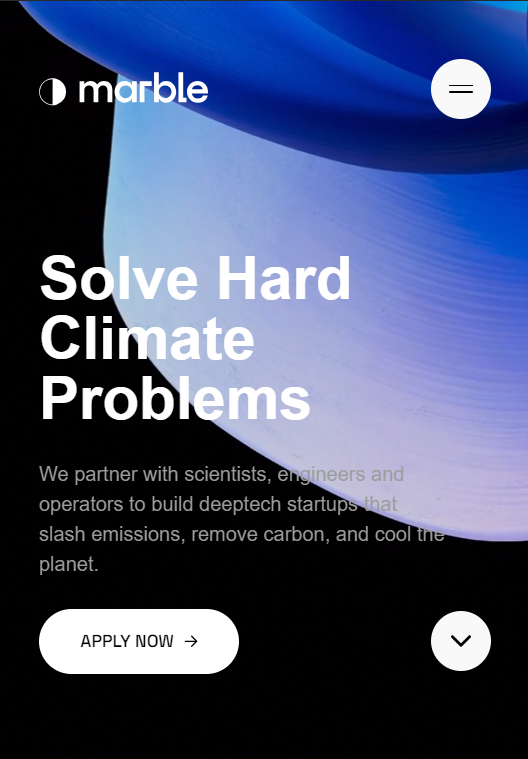 marble
Solve Hard
Climate
Problems
We partner with scientists, engineers and
operators to build deeptech startups that
slash emissions, remove carbon, and cool the
planet.
APPLY NOW →